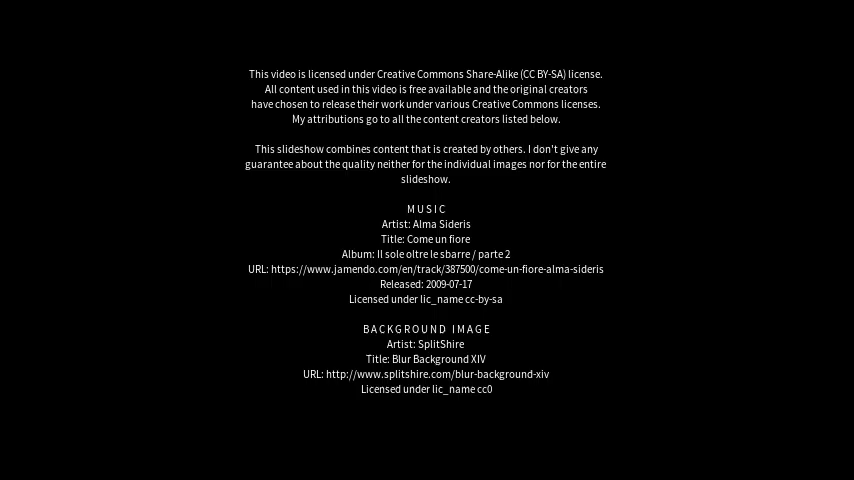 This video is licensed under Creative Commons Share-Alike (CC BY-SA) license.
All content used in this video is free available and the original creators
have chosen to release their work under various Creative Commons licenses.
My attributions go to all the content creators listed below.
This slideshow combines content that is created by others. I don't give any
guarantee about the quality neither for the individual images nor for the entire
slideshow.
MUSIC
Artist: Alma Sideris
Title: Come un fiore
Album: Il sole oltre le sbarre / parte 2
URL: https://www.jamendo.com/en/track/387500/come-un-fiore-alma-sideris
Released: 2009-07-17
Licensed under lic_name cc-by-sa
BACKGROUND IMAGE
Artist: SplitShire
Title: Blur Background XIV
URL: http://www.splitshire.com/blur-background-xiv
Licensed under lic_name cc0